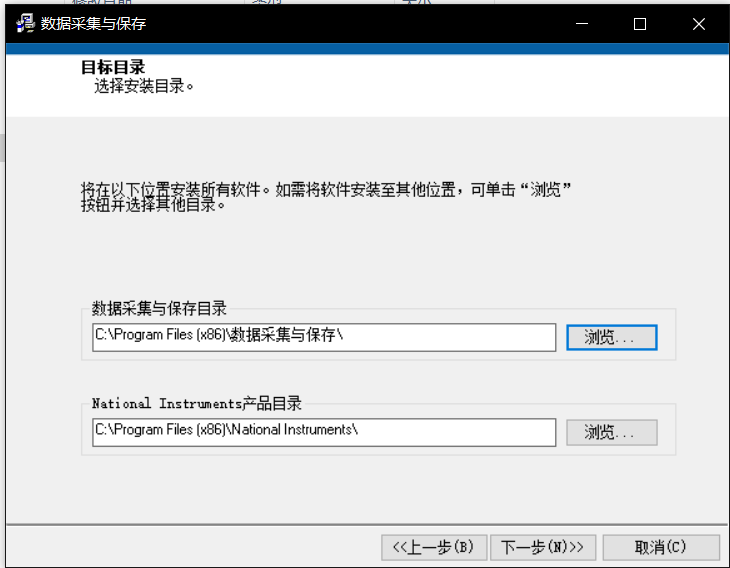 数据采集与保存
目标目录
选择安装目录。
将在以下位置安装所有软件。如需将软件安装至其他位置，可单击“浏览”
按钮并选择其他目录。
数据采集与保存目录
C:\Program Files (x86)\数据采集与保存\
浏览...
National Instruments产品目录
C:\Program Files (x86)\National Instruments\
浏览...
<<上一步(B)
下一步(N)>>
取消(C)